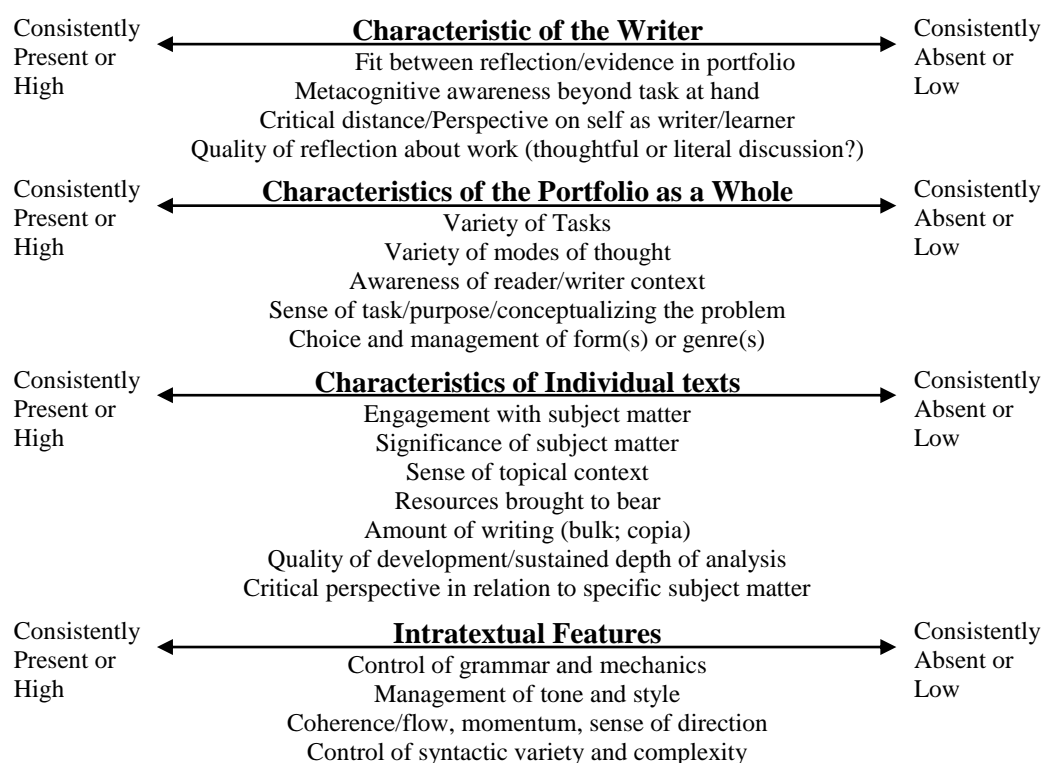 Consistently Present or High
Characteristic of the Writer
Consistently Absent or Low
Fit between reflection/evidence in portfolio
Metacognitive awareness beyond task at hand
Critical distance/Perspective on self as writer/learner
Quality of reflection about work (thoughtful or literal discussion?)
Consistently Present or High
Characteristics of the Portfolio as a Whole
Consistently Absent or Low
Variety of Tasks
Variety of modes of thought
Awareness of reader/writer context
Sense of task/purpose/conceptualizing the problem
Choice and management of form(s) or genre(s)
Consistently Present or High
Characteristics of Individual texts
Consistently Absent or Low
Engagement with subject matter
Significance of subject matter
Sense of topical context
Resources brought to bear
Amount of writing (bulk; copia)
Quality of development/sustained depth of analysis
Critical perspective in relation to specific subject matter
Consistently Present or High
Intratextual Features
Consistently Absent or Low
Control of grammar and mechanics
Management of tone and style
Coherence/flow, momentum, sense of direction
Control of syntactic variety and complexity